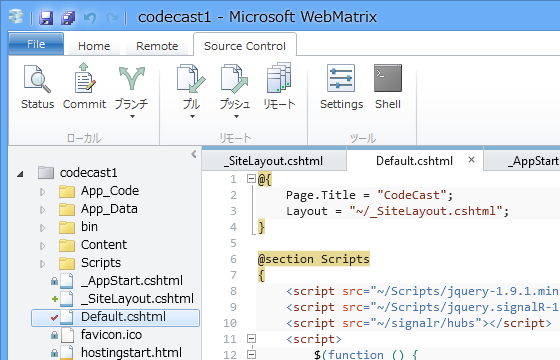 codecast1 - Microsoft WebMatrix
File Home Remote Source Control
Status Commit ブランチ プル プッシュ リモート Settings Shell
ローカル リモート ツール
codecast1
App_Code
App_Data
bin
Content
Scripts
_AppStart.cshtml
_SiteLayout.cshtml
Default.cshtml
favicon.ico
hostingstart.html
_SiteLayout.cshtml Default.cshtml × _AppStart
1 @{
2 Page.Title = "CodeCast";
3 Layout = "~/_SiteLayout.cshtml";
4 }
5
6 @section Scripts
7 {
8 <script src="~/Scripts/jquery-1.9.1.min
9 <script src="~/Scripts/jquery.signalR-1
10 <script src="~/signalr/hubs"></script>
11 <script>
12 $(function () {